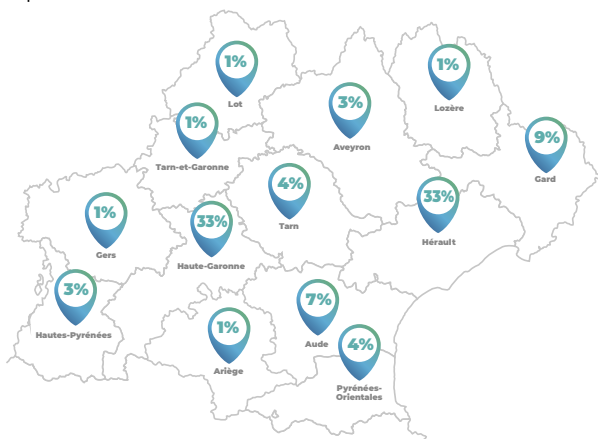 1%
Lot
1%
Lozère
3%
Aveyron
1%
Tarn-et-Garonne
9%
Gard
4%
Tarn
33%
Hérault
1%
Gers
33%
Haute-Garonne
3%
Hautes-Pyrénées
7%
Aude
1%
Ariège
4%
Pyrénées-
Orientales